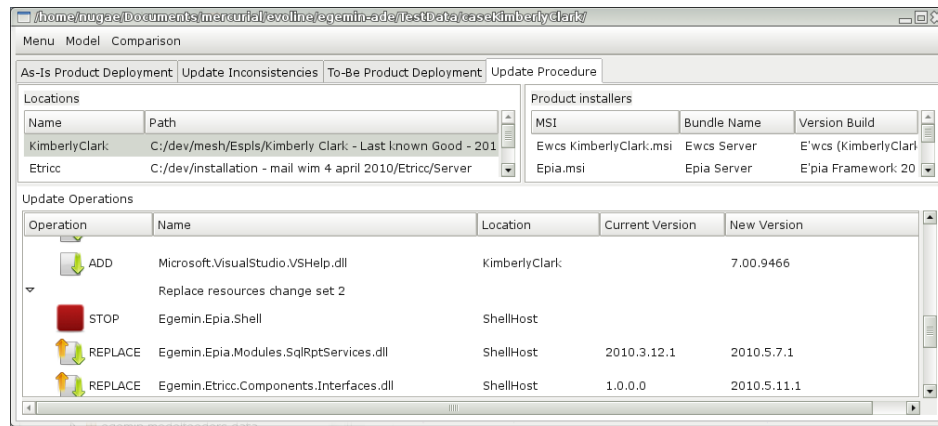 /home/nugae/Documents/mercurial/evoline/egemin-ade/TestData/caseKimberlyClark/
Menu Model Comparison
As-Is Product Deployment Update Inconsistencies To-Be Product Deployment Update Procedure
Locations
Name Path
KimberlyClark C:/dev/mesh/Espls/Kimberly Clark - Last known Good - 201
Etricc C:/dev/installation - mail wim 4 april 2010/Etricc/Server
Product installers
MSI Bundle Name Version Build
Ewcs KimberlyClark.msi Ewcs Server E'wcs (KimberlyClark
Epia.msi Epia Server E'pia Framework 20
Update Operations
Operation Name Location Current Version New Version
ADD Microsoft.VisualStudio.VSHelp.dll KimberlyClark 7.00.9466
Replace resources change set 2
STOP Egemin.Epia.Shell ShellHost
REPLACE Egemin.Epia.Modules.SqlRptServices.dll ShellHost 2010.3.12.1 2010.5.7.1
REPLACE Egemin.Etricc.Components.Interfaces.dll ShellHost 1.0.0.0 2010.5.11.1